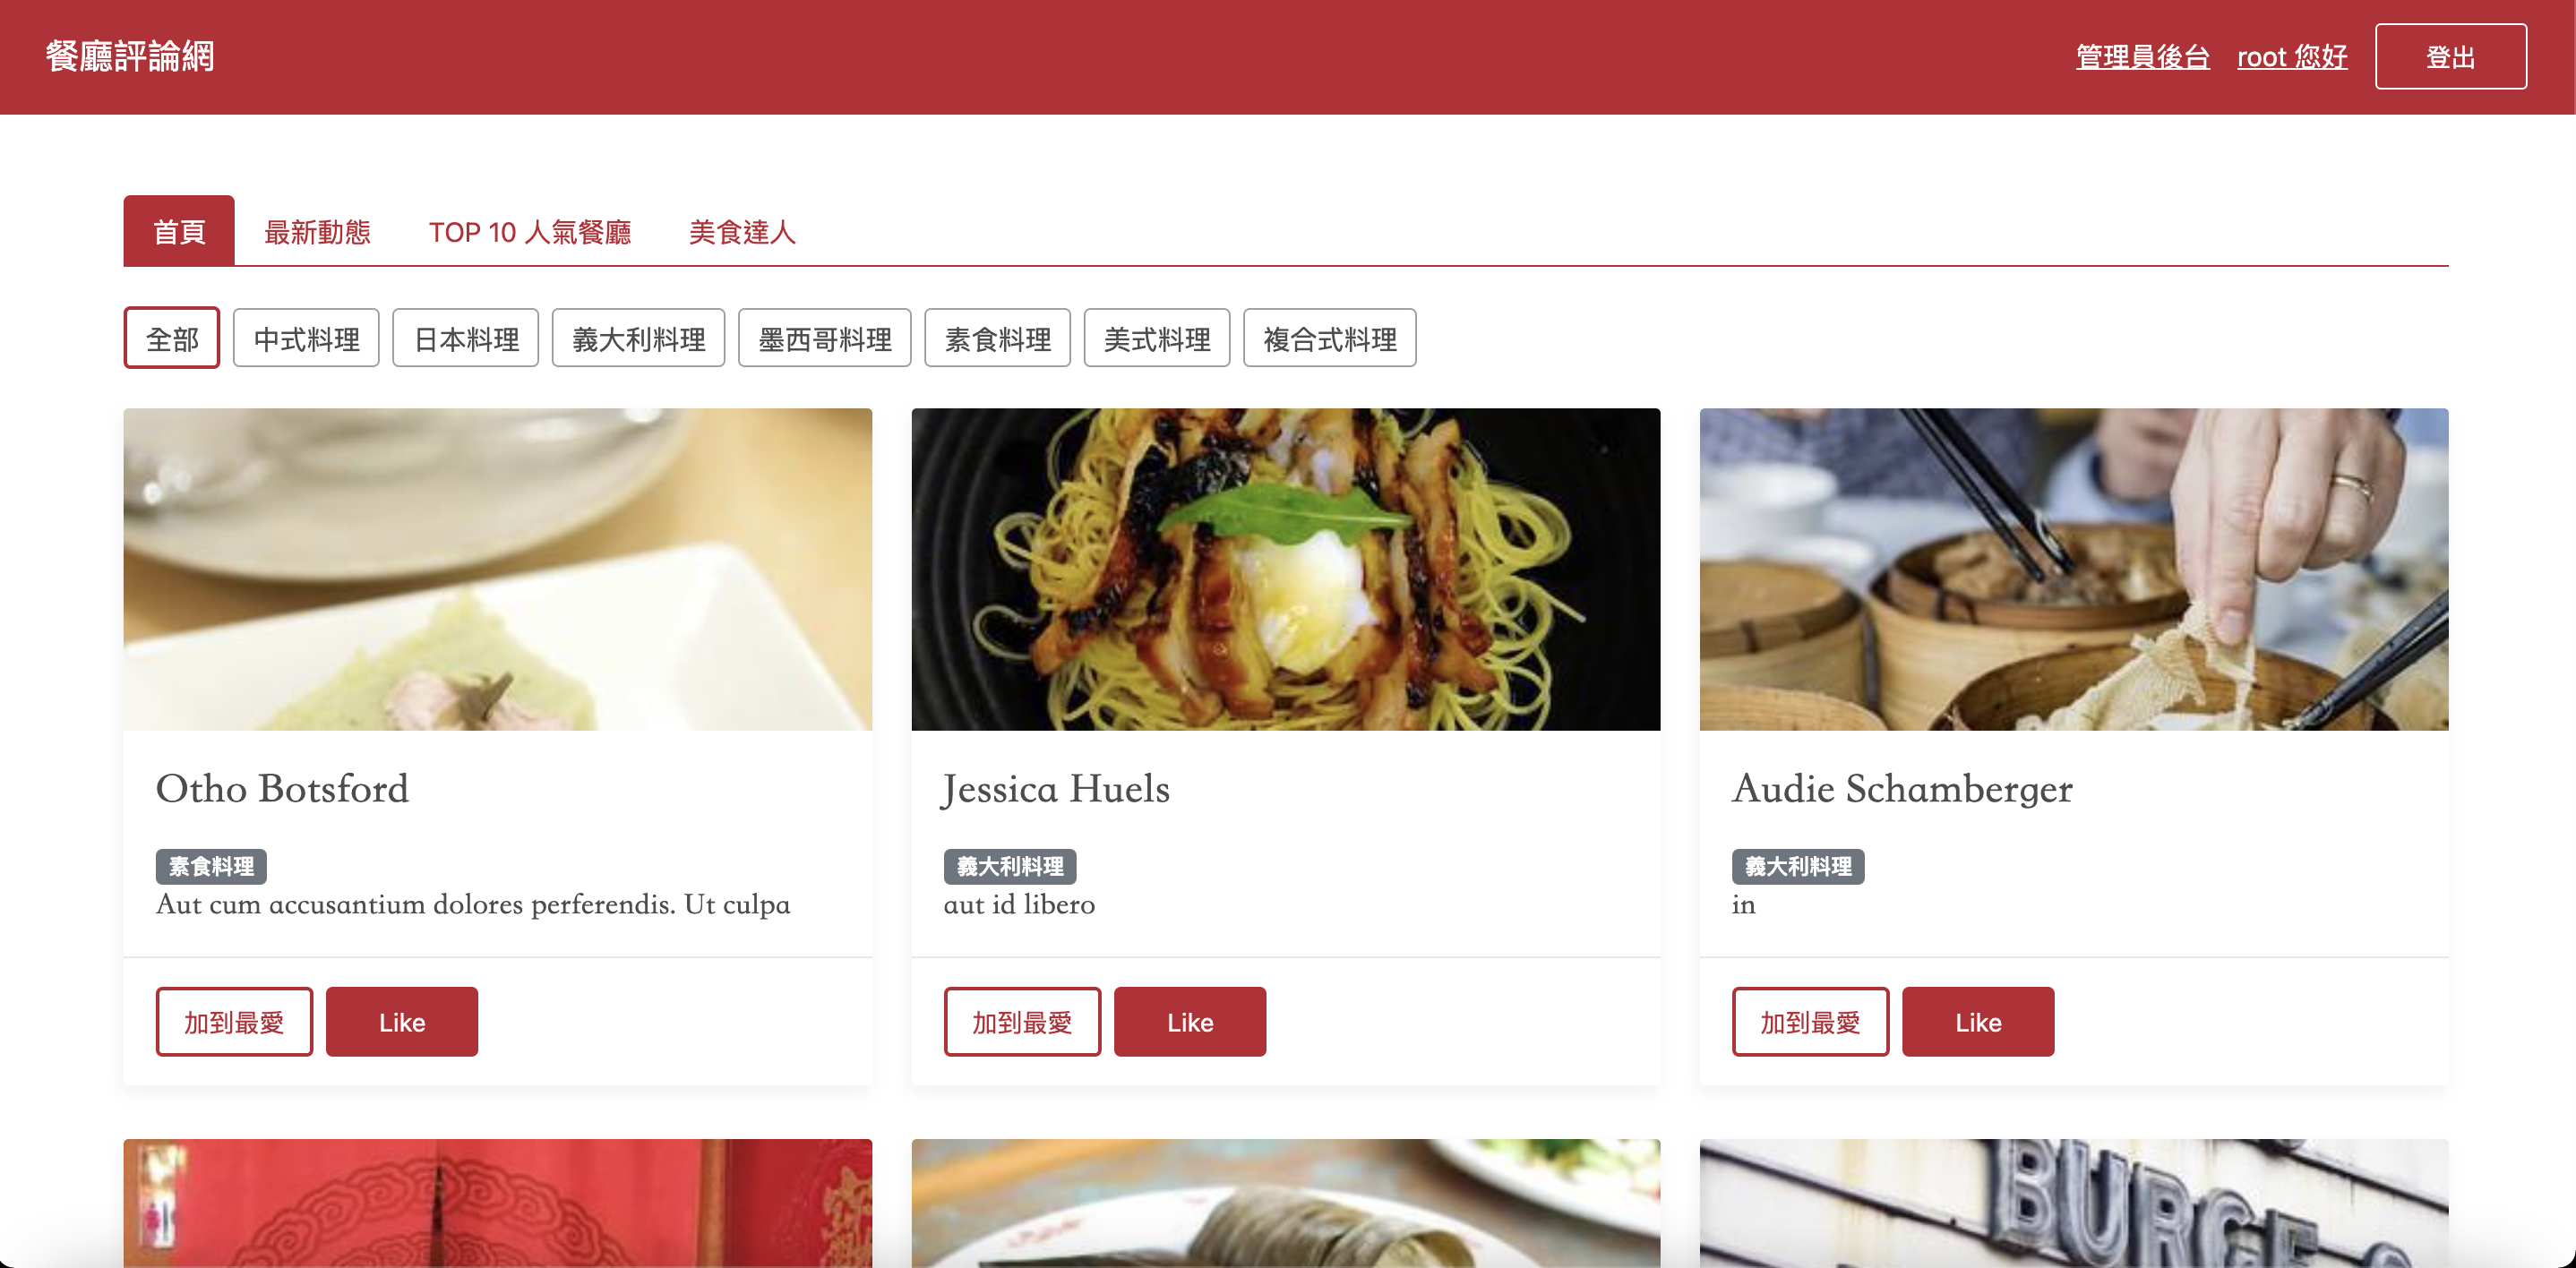 餐廳評論網
管理員後台 root 您好 登出
首頁 最新動態 TOP 10 人氣餐廳 美食達人
全部 中式料理 日本料理 義大利料理 墨西哥料理 素食料理 美式料理 複合式料理
Otho Botsford
素食料理
Aut cum accusantium dolores perferendis. Ut culpa
加到最愛 Like
Jessica Huels
義大利料理
aut id libero
加到最愛 Like
Audie Schamberger
義大利料理
in
加到最愛 Like
BURGE